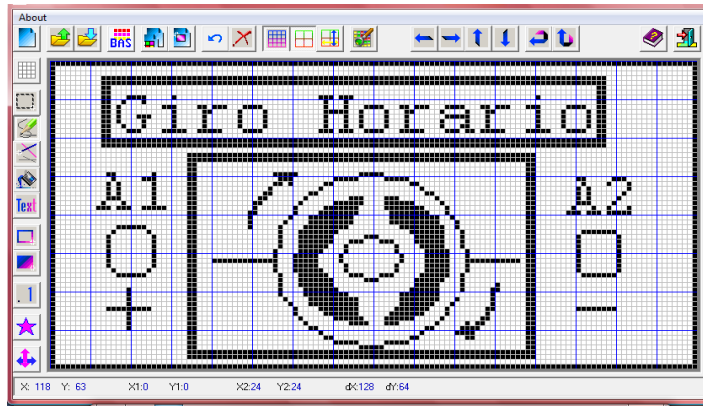 About
BAS
Giro Horario
A1 A2
Text
.1
+ -
X: 118 Y: 63 X1:0 Y1:0 X2:24 Y2:24 dX:128 dY:64